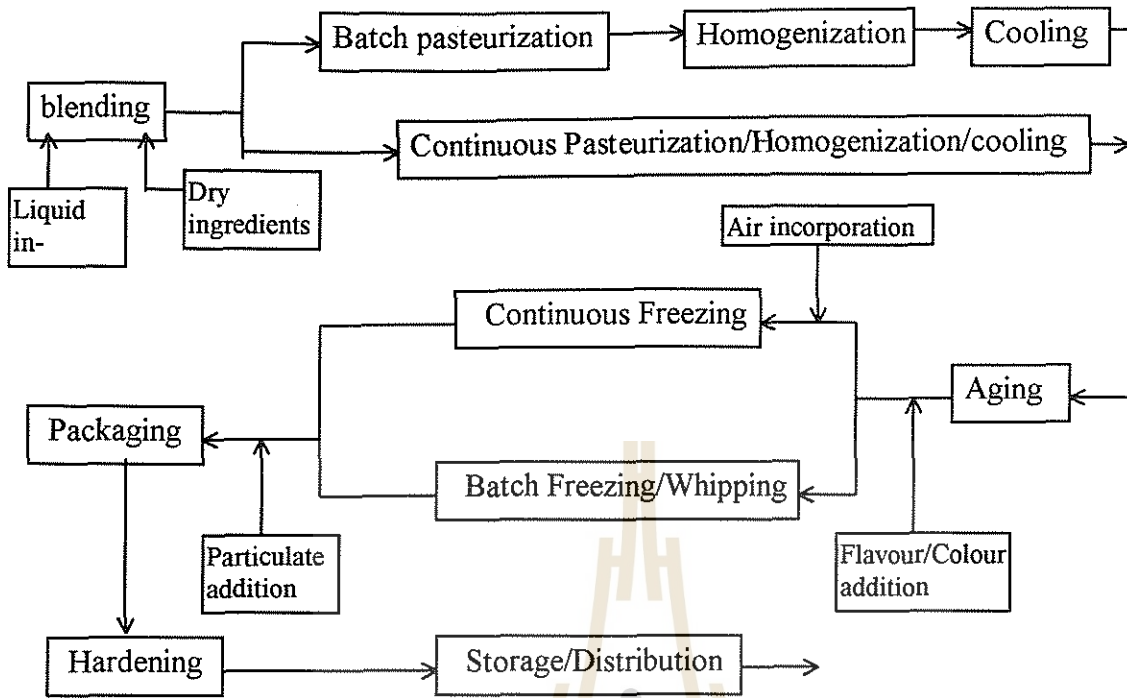 Batch pasteurization
Homogenization
Cooling
blending
Continuous Pasteurization/Homogenization/cooling
Liquid
in-
Dry
ingredients
Air incorporation
Continuous Freezing
Aging
Packaging
Batch Freezing/Whipping
Particulate
addition
Flavour/Colour
addition
Hardening
Storage/Distribution